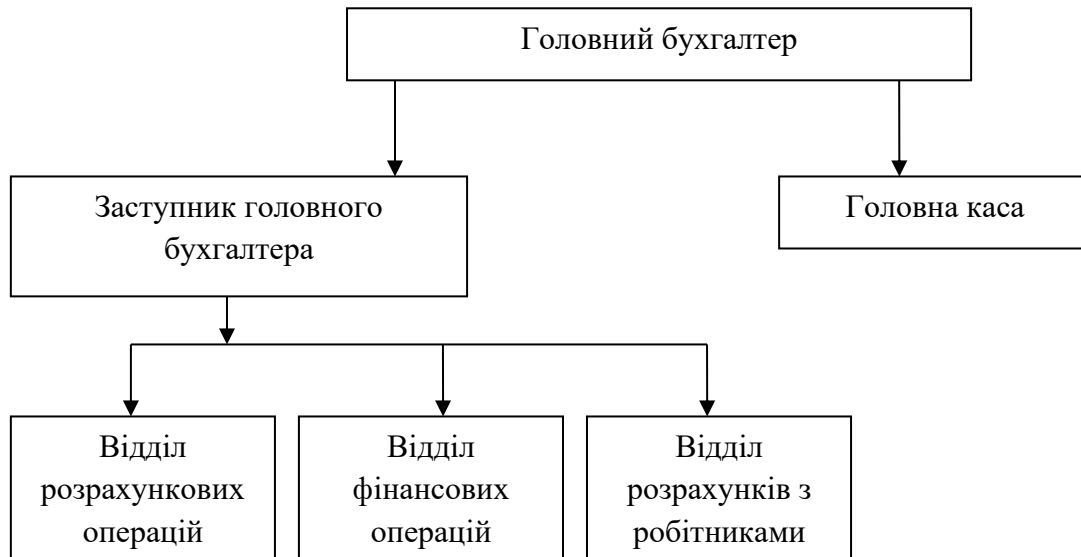 Головний бухгалтер
Заступник головного
бухгалтера
Головна каса
Відділ
розрахункових
операцій
Відділ
фінансових
операцій
Відділ
розрахунків з
робітниками